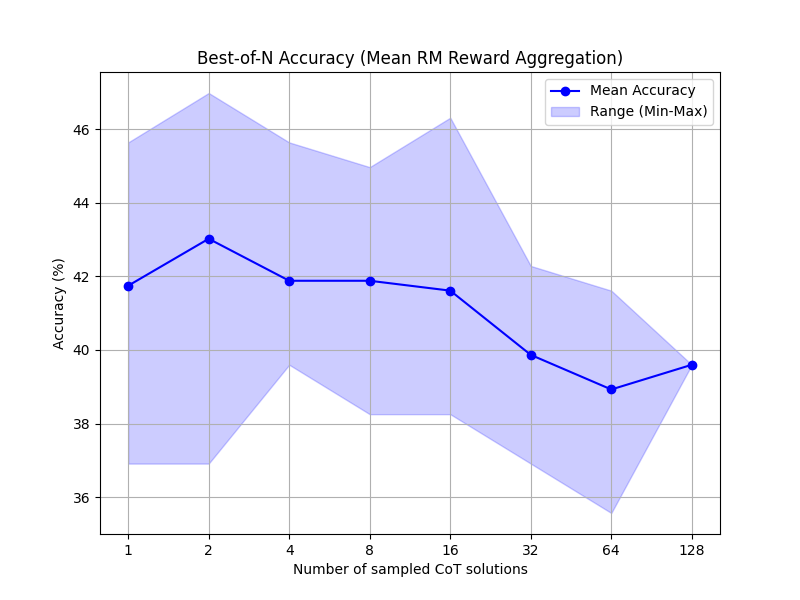 Best-of-N Accuracy (Mean RM Reward Aggregation)
Mean Accuracy
Range (Min-Max)
Accuracy (%)
46
44
42
40
38
36
1 2 4 8 16 32 64 128
Number of sampled CoT solutions